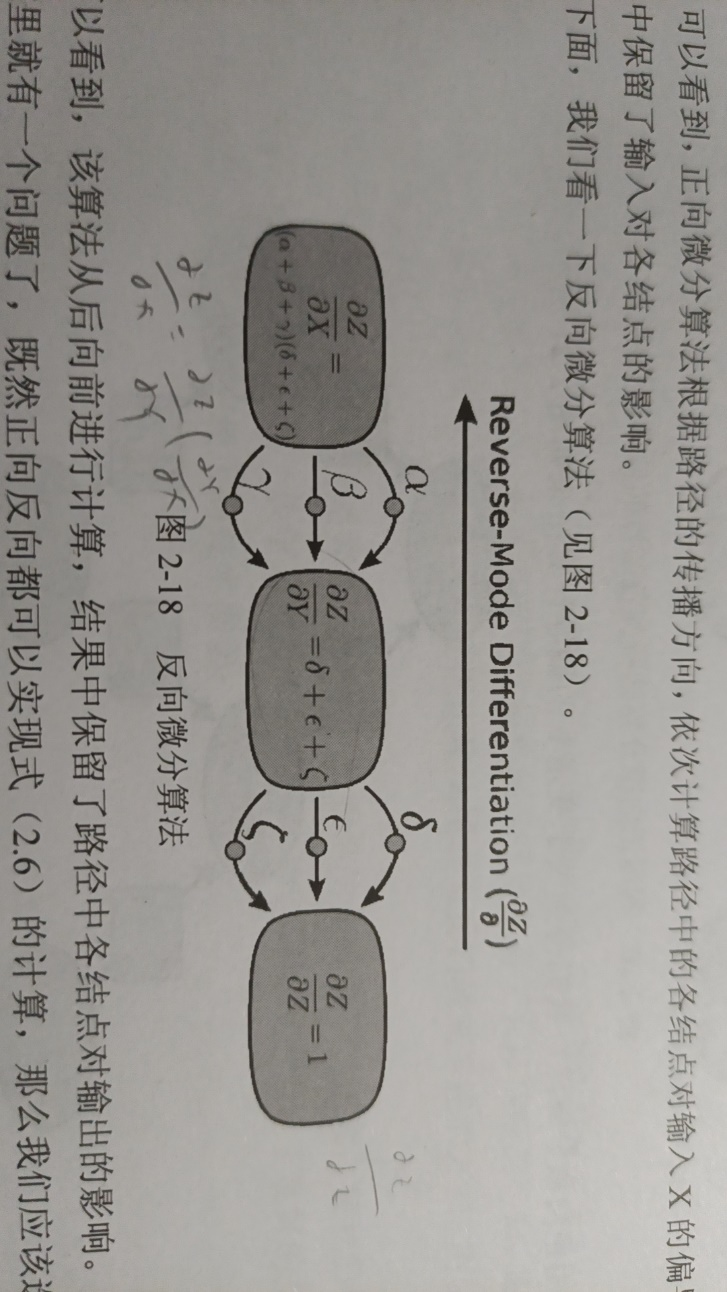 可以看到，正向微分算法根据路径的传播方向，依次计算路径中的各结点对输入 X 的偏
中保留了输入对各结点的影响。
下面，我们看一下反向微分算法（见图 2-18）。
Reverse-Mode Differentiation (∂Z/∂)
α
β
γ
δ
ϵ
ζ
∂Z/∂X =
(α + β + γ)(δ + ϵ + ζ)
∂Z/∂Y = δ + ϵ + ζ
∂Z/∂Z = 1
∂z/∂z
∂z/∂x = ∂z/∂y (∂y/∂x)
图 2-18 反向微分算法
以看到，该算法从后向前进行计算，结果中保留了路径中各结点对输出的影响。
里就有一个问题了，既然正向反向都可以实现式（2.6）的计算，那么我们应该